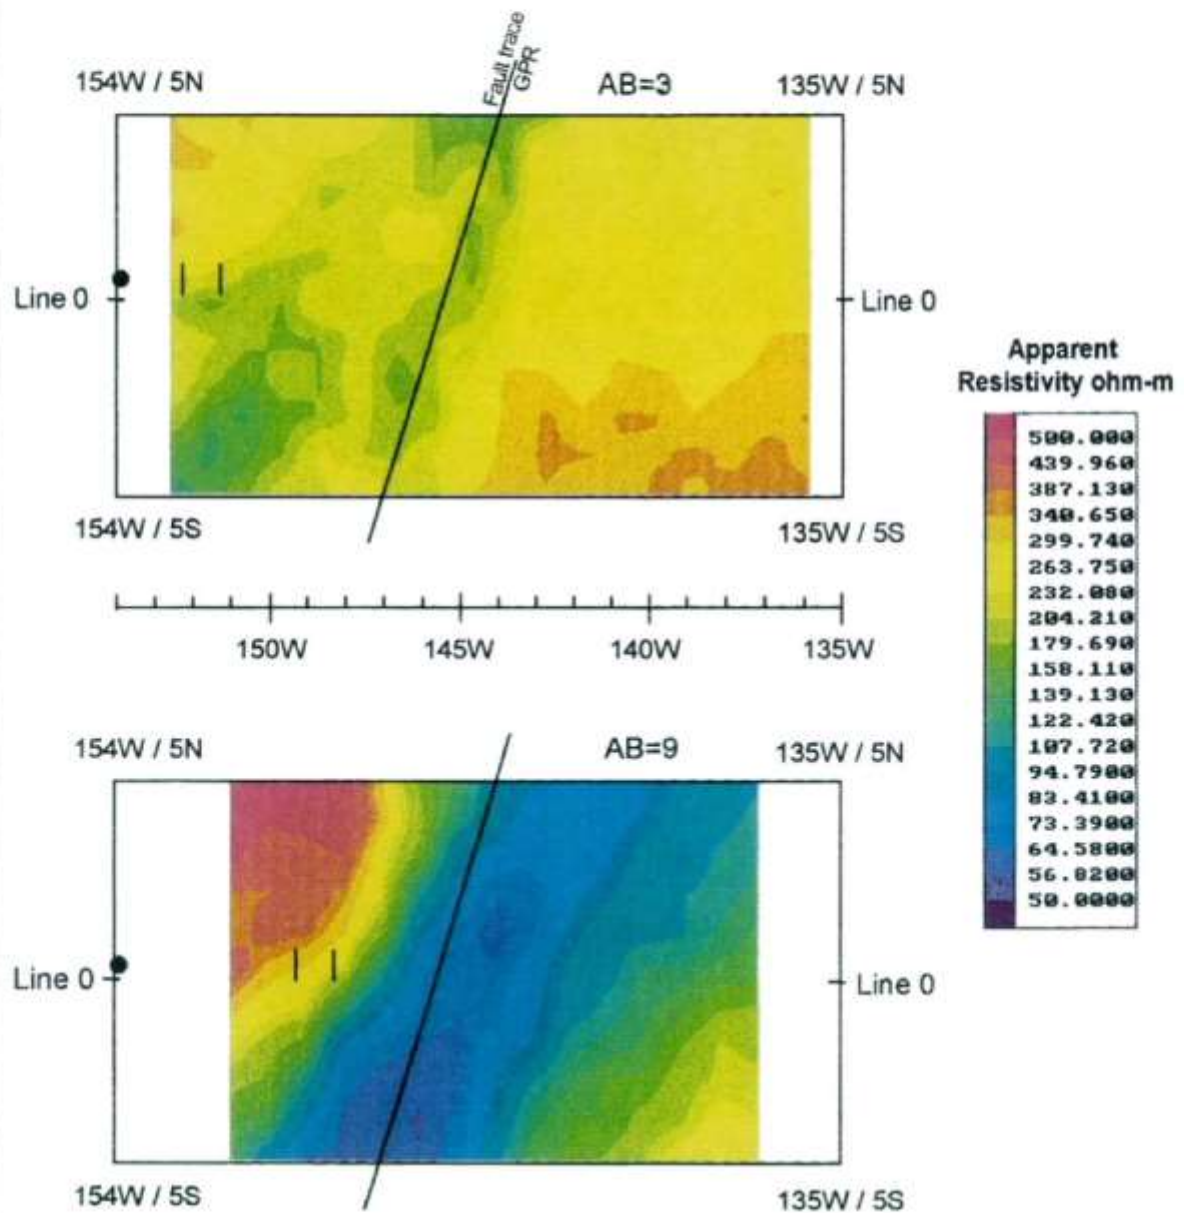 Fault trace
GPR
154W / 5N
AB=3
135W / 5N
Line 0
Line 0
154W / 5S
135W / 5S
150W
145W
140W
135W
154W / 5N
AB=9
135W / 5N
Line 0
Line 0
154W / 5S
135W / 5S
Apparent
Resistivity ohm-m
500.000
439.960
387.130
340.650
299.740
263.750
232.080
204.210
179.690
158.110
139.130
122.420
107.720
94.7900
83.4100
73.3900
64.5800
56.8200
50.0000